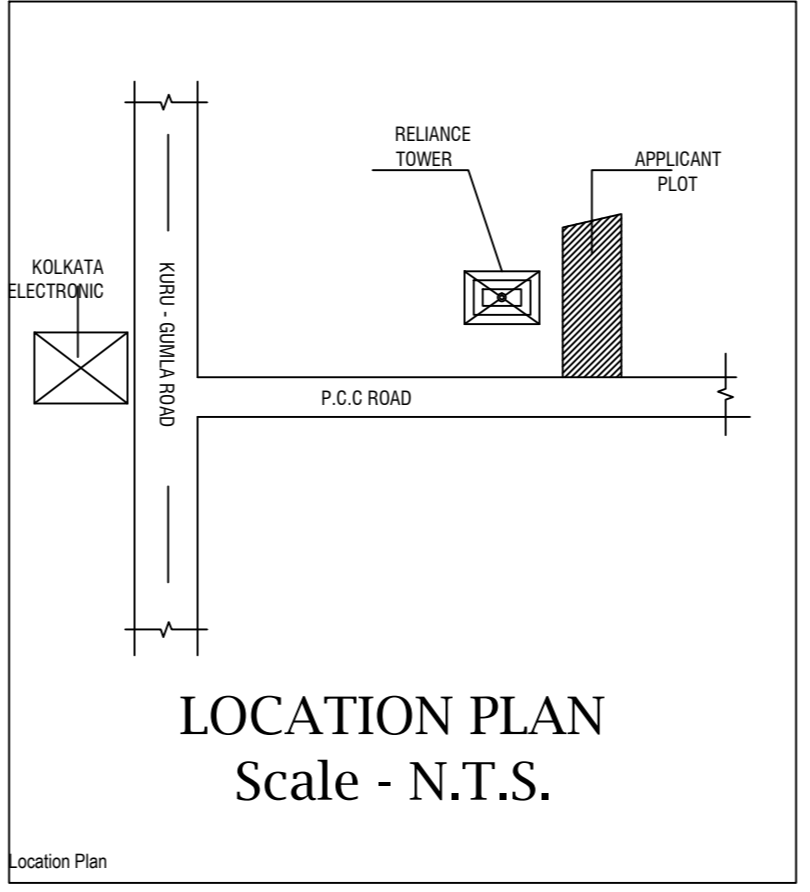 RELIANCE
TOWER
APPLICANT
PLOT
KOLKATA
ELECTRONIC
KURU - GUMLA ROAD
P.C.C ROAD
LOCATION PLAN
Scale - N.T.S.
Location Plan